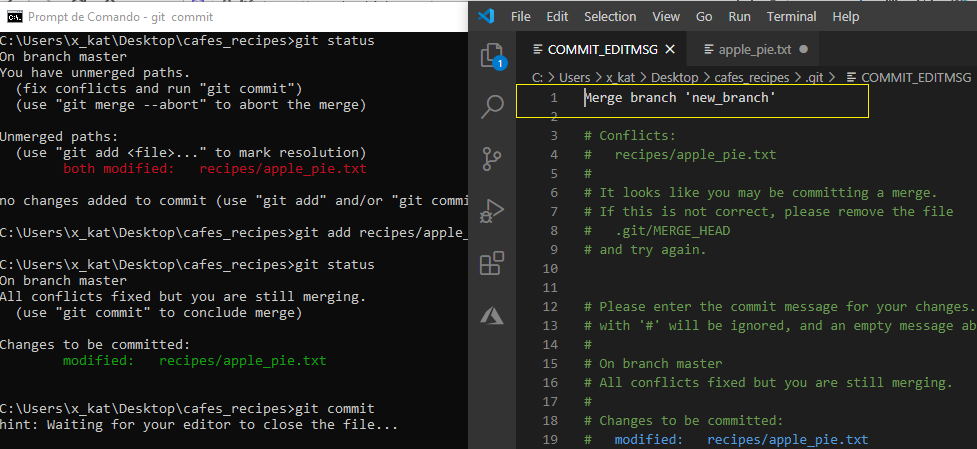 Prompt de Comando - git  commit
C:\Users\x_kat\Desktop\cafes_recipes>git status
On branch master
You have unmerged paths.
  (fix conflicts and run "git commit")
  (use "git merge --abort" to abort the merge)
Unmerged paths:
  (use "git add <file>..." to mark resolution)
        both modified:   recipes/apple_pie.txt
no changes added to commit (use "git add" and/or "git commi
C:\Users\x_kat\Desktop\cafes_recipes>git add recipes/apple_
C:\Users\x_kat\Desktop\cafes_recipes>git status
On branch master
All conflicts fixed but you are still merging.
  (use "git commit" to conclude merge)
Changes to be committed:
        modified:   recipes/apple_pie.txt
C:\Users\x_kat\Desktop\cafes_recipes>git commit
hint: Waiting for your editor to close the file...
File Edit Selection View Go Run Terminal Help
1
COMMIT_EDITMSG apple_pie.txt
C: > Users > x_kat > Desktop > cafes_recipes > .git > COMMIT_EDITMSG
1 Merge branch 'new_branch'
2
3 # Conflicts:
4 #   recipes/apple_pie.txt
5 #
6 # It looks like you may be committing a merge.
7 # If this is not correct, please remove the file
8 #   .git/MERGE_HEAD
9 # and try again.
10
11
12 # Please enter the commit message for your changes.
13 # with '#' will be ignored, and an empty message ab
14 #
15 # On branch master
16 # All conflicts fixed but you are still merging.
17 #
18 # Changes to be committed:
19 #   modified:   recipes/apple_pie.txt